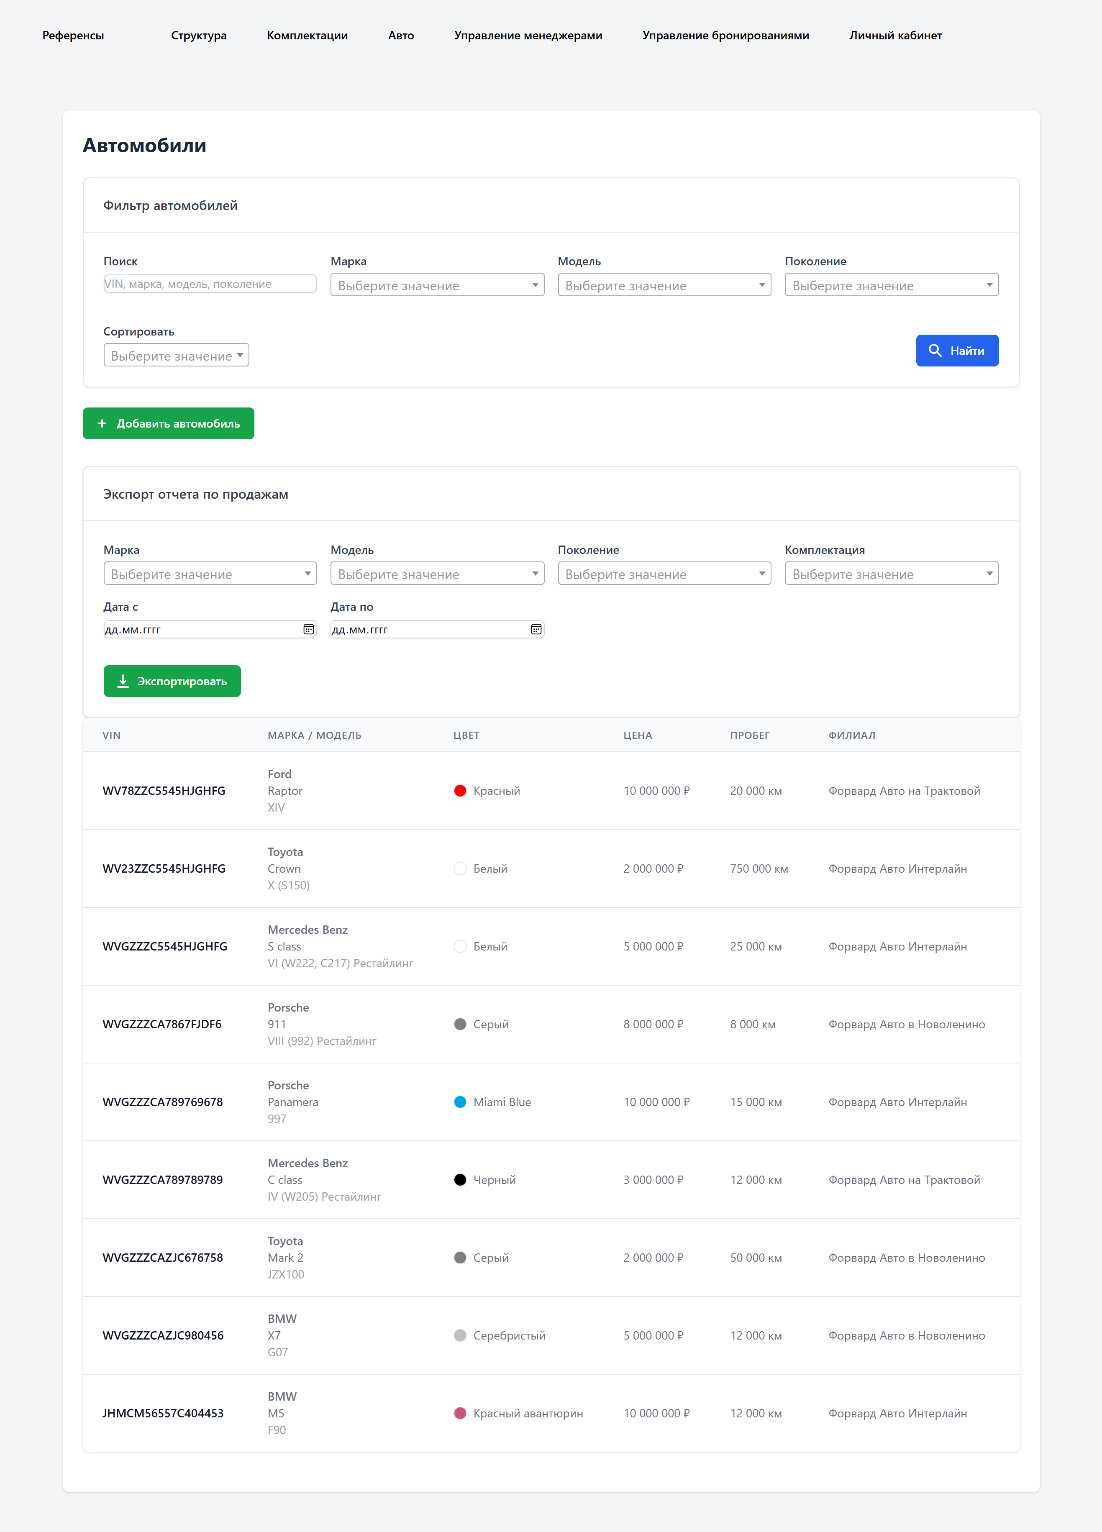 Референсы Структура Комплектации Авто Управление менеджерами Управление бронированиями Личный кабинет
Автомобили
Фильтр автомобилей
Поиск Марка Модель Поколение
VIN, марка, модель, поколение Выберите значение Выберите значение Выберите значение
Сортировать
Выберите значение Найти
+ Добавить автомобиль
Экспорт отчета по продажам
Марка Модель Поколение Комплектация
Выберите значение Выберите значение Выберите значение Выберите значение
Дата с Дата по
дд.мм.гггг дд.мм.гггг
Экспортировать
VIN МАРКА / МОДЕЛЬ ЦВЕТ ЦЕНА ПРОБЕГ ФИЛИАЛ
Ford
WV78ZZC5545HJGHFG Raptor Красный 10 000 000 ₽ 20 000 км Форвард Авто на Трактовой
XIV
Toyota
WV23ZZC5545HJGHFG Crown Белый 2 000 000 ₽ 750 000 км Форвард Авто Интерлайн
X (S150)
Mercedes Benz
WVGZZZC5545HJGHFG S class Белый 5 000 000 ₽ 25 000 км Форвард Авто Интерлайн
VI (W222, C217) Рестайлинг
Porsche
WVGZZZCA7867FJDF6 911 Серый 8 000 000 ₽ 8 000 км Форвард Авто в Новоленино
VIII (992) Рестайлинг
Porsche
WVGZZZCA789769678 Panamera Miami Blue 10 000 000 ₽ 15 000 км Форвард Авто Интерлайн
997
Mercedes Benz
WVGZZZCA789789789 C class Черный 3 000 000 ₽ 12 000 км Форвард Авто на Трактовой
IV (W205) Рестайлинг
Toyota
WVGZZZCAZJC676758 Mark 2 Серый 2 000 000 ₽ 50 000 км Форвард Авто в Новоленино
JZX100
BMW
WVGZZZCAZJC980456 X7 Серебристый 5 000 000 ₽ 12 000 км Форвард Авто в Новоленино
G07
BMW
JHMCM56557C404453 M5 Красный авантюрин 10 000 000 ₽ 12 000 км Форвард Авто Интерлайн
F90